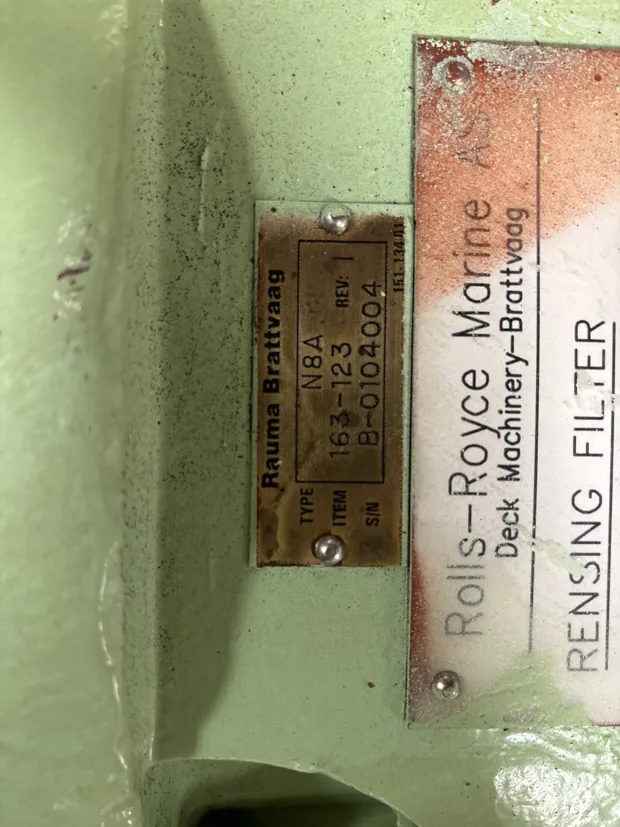 Rauma Brattvaag
TYPE N8A
ITEM 163-123 REV: 1
S/N B-0104004
151.134.01
Rolls-Royce Marine AS
Deck Machinery-Brattvaag
RENSING FILTER